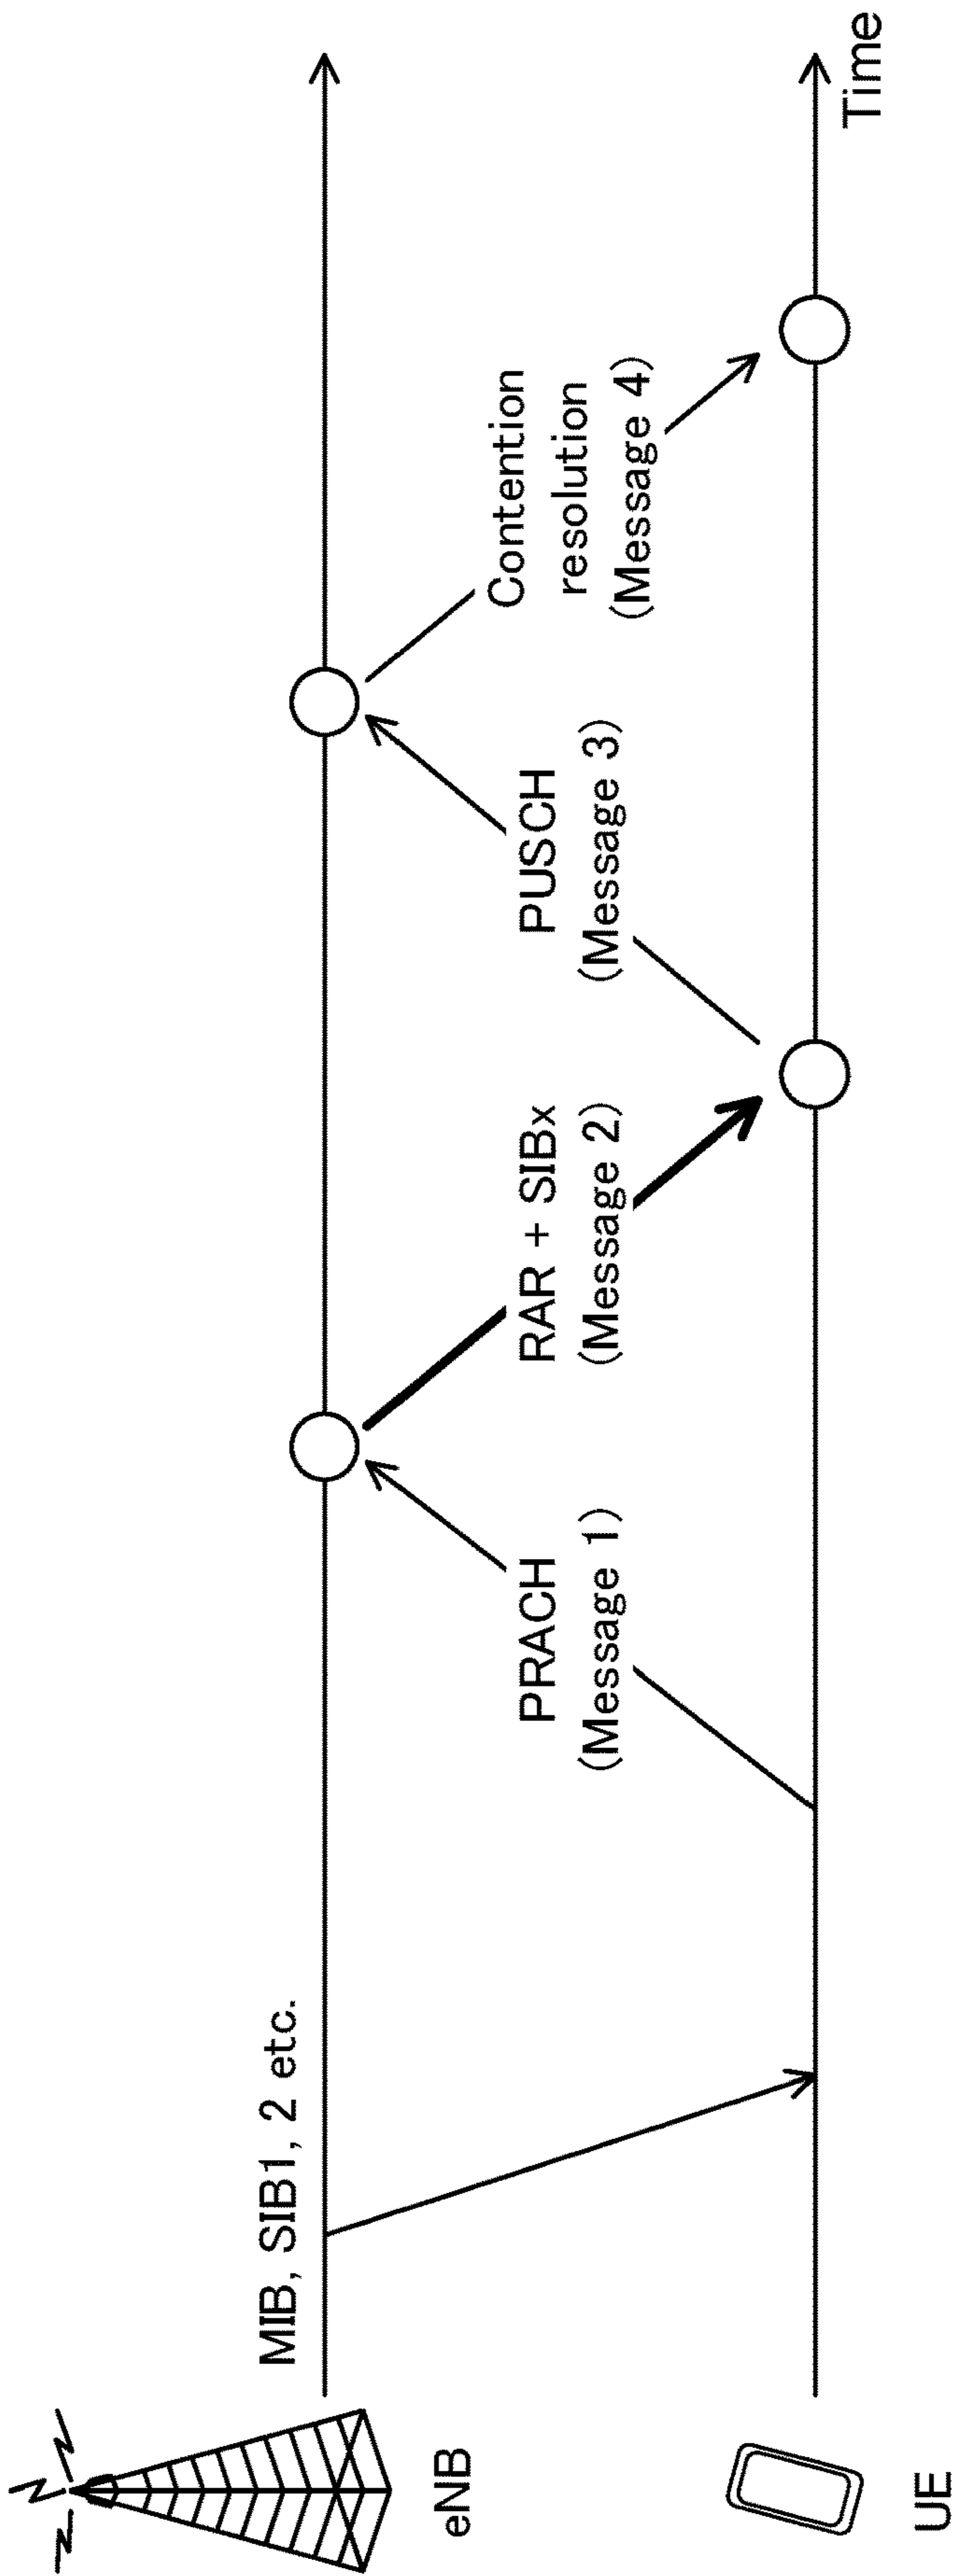 MIB, SIB1, 2 etc.
eNB
PRACH
(Message 1)
RAR + SIBx
(Message 2)
PUSCH
(Message 3)
Contention
resolution
(Message 4)
UE
Time